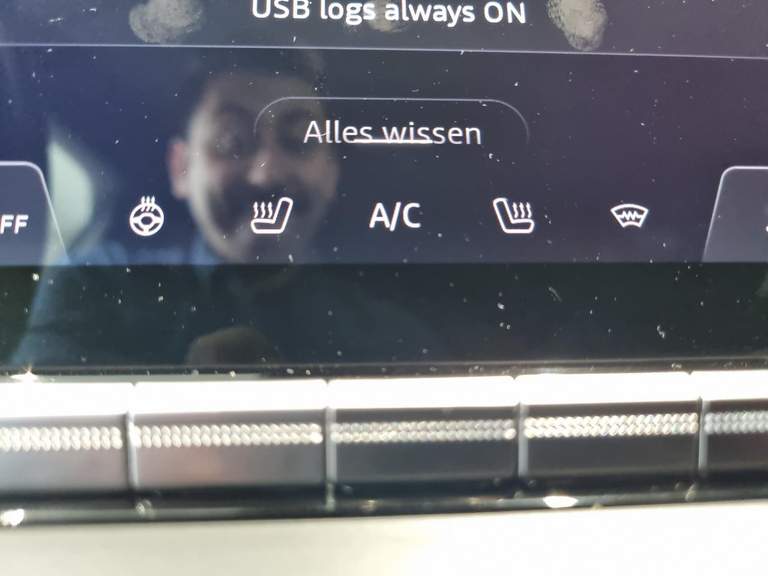 USB logs always ON
Alles wissen
FF
A/C